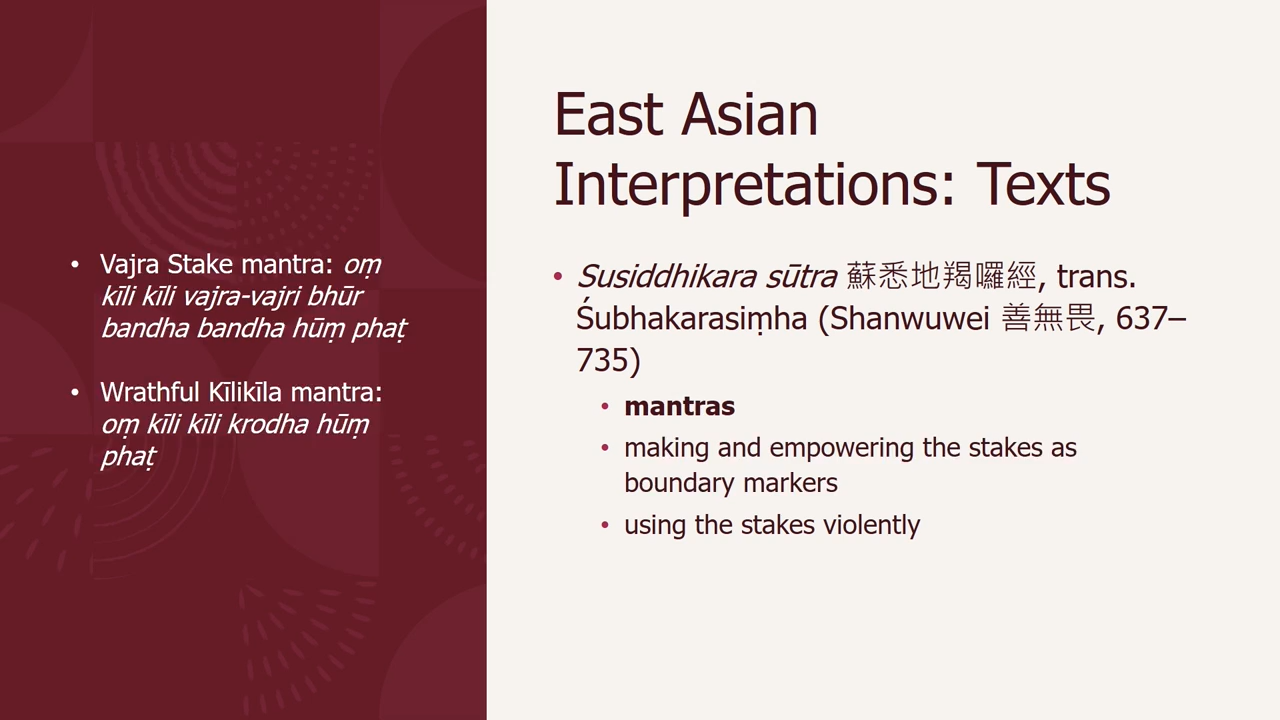 East Asian
Interpretations: Texts
• Vajra Stake mantra: oṃ
kīli kīli vajra-vajri bhūr
bandha bandha hūṃ phaṭ
• Wrathful Kīlikīla mantra:
oṃ kīli kīli krodha hūṃ
phaṭ
• Susiddhikara sūtra 蘇悉地羯囉經, trans.
Śubhakarasiṃha (Shanwuwei 善無畏, 637–
735)
• mantras
• making and empowering the stakes as
boundary markers
• using the stakes violently